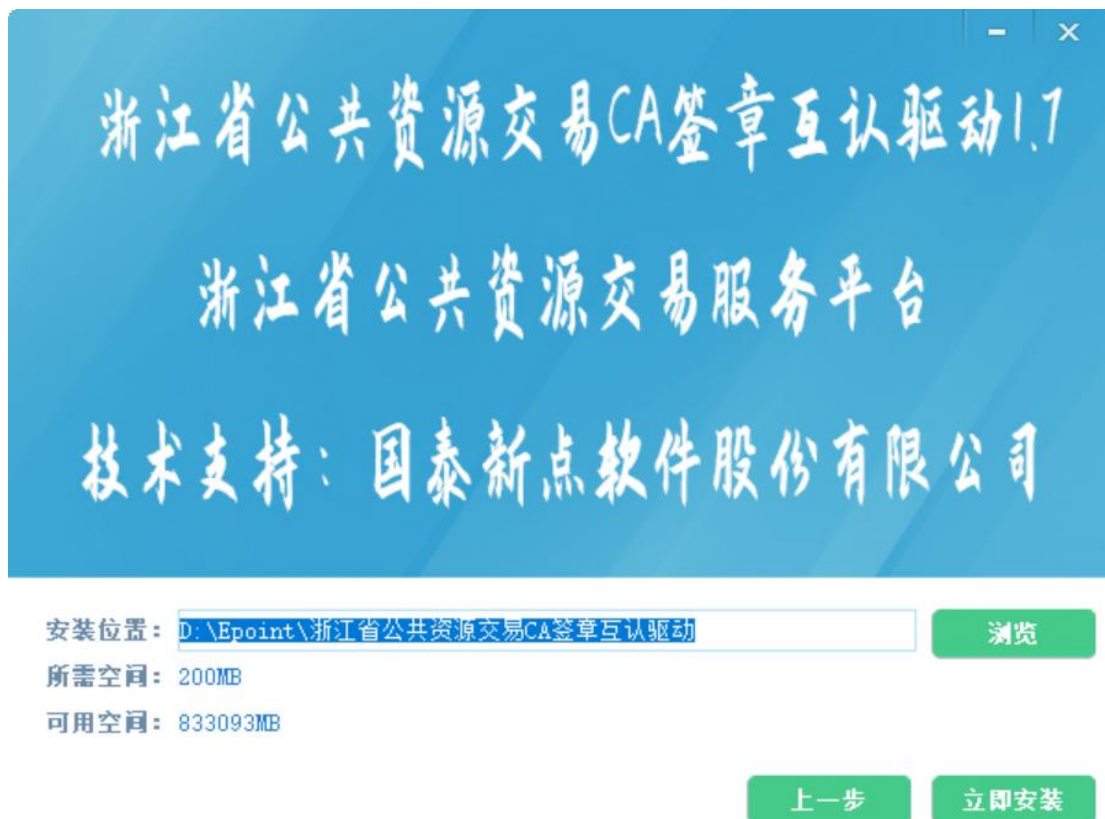 浙江省公共资源交易CA签章互认驱动1.7
浙江省公共资源交易服务平台
技术支持：国泰新点软件股份有限公司
安装位置： D:\Epoint\浙江省公共资源交易CA签章互认驱动 浏览
所需空间： 200MB
可用空间： 833093MB
上一步 立即安装